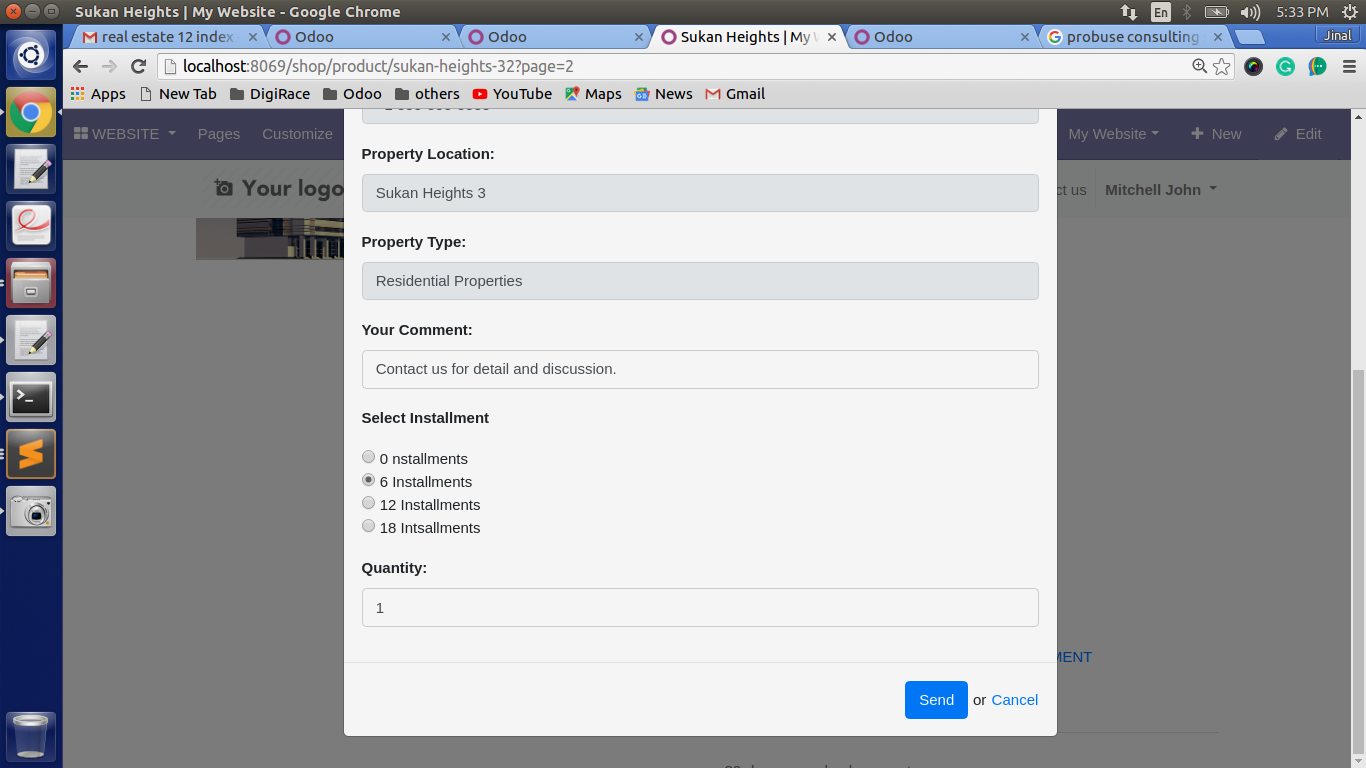 Sukan Heights | My Website - Google Chrome
En
5:33 PM
real estate 12 index
Odoo
Odoo
Sukan Heights | My
Odoo
probuse consulting
Jinal
localhost:8069/shop/product/sukan-heights-32?page=2
Apps
New Tab
DigiRace
Odoo
others
YouTube
Maps
News
Gmail
WEBSITE
Pages
Customize
My Website
New
Edit
Your logo
us
Mitchell John
Property Location:
Sukan Heights 3
Property Type:
Residential Properties
Your Comment:
Contact us for detail and discussion.
Select Installment
0 nstallments
6 Installments
12 Installments
18 Intsallments
Quantity:
1
MENT
Send or Cancel